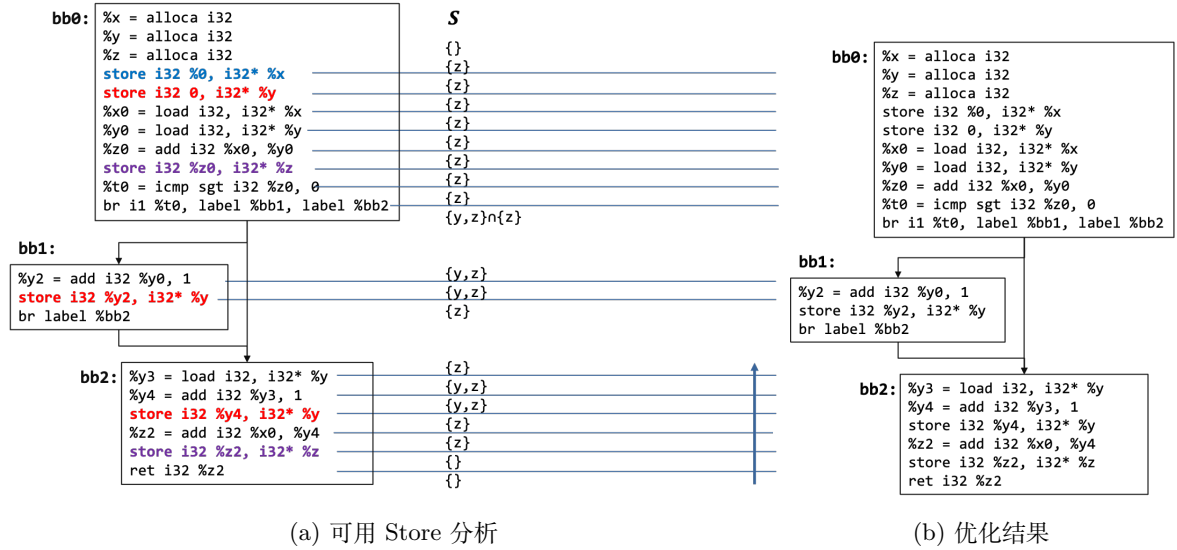 bb0:
%x = alloca i32
%y = alloca i32
%z = alloca i32
store i32 %0, i32* %x
store i32 0, i32* %y
%x0 = load i32, i32* %x
%y0 = load i32, i32* %y
%z0 = add i32 %x0, %y0
store i32 %z0, i32* %z
%t0 = icmp sgt i32 %z0, 0
br i1 %t0, label %bb1, label %bb2
bb1:
%y2 = add i32 %y0, 1
store i32 %y2, i32* %y
br label %bb2
bb2:
%y3 = load i32, i32* %y
%y4 = add i32 %y3, 1
store i32 %y4, i32* %y
%z2 = add i32 %x0, %y4
store i32 %z2, i32* %z
ret i32 %z2
S
{}
{z}
{z}
{z}
{z}
{z}
{z}
{z}
{z}
{y,z}∩{z}
{y,z}
{y,z}
{z}
{z}
{y,z}
{y,z}
{z}
{z}
{}
{}
(a) 可用 Store 分析
bb0:
%x = alloca i32
%y = alloca i32
%z = alloca i32
store i32 %0, i32* %x
store i32 0, i32* %y
%x0 = load i32, i32* %x
%y0 = load i32, i32* %y
%z0 = add i32 %x0, %y0
%t0 = icmp sgt i32 %z0, 0
br i1 %t0, label %bb1, label %bb2
bb1:
%y2 = add i32 %y0, 1
store i32 %y2, i32* %y
br label %bb2
bb2:
%y3 = load i32, i32* %y
%y4 = add i32 %y3, 1
store i32 %y4, i32* %y
%z2 = add i32 %x0, %y4
store i32 %z2, i32* %z
ret i32 %z2
(b) 优化结果